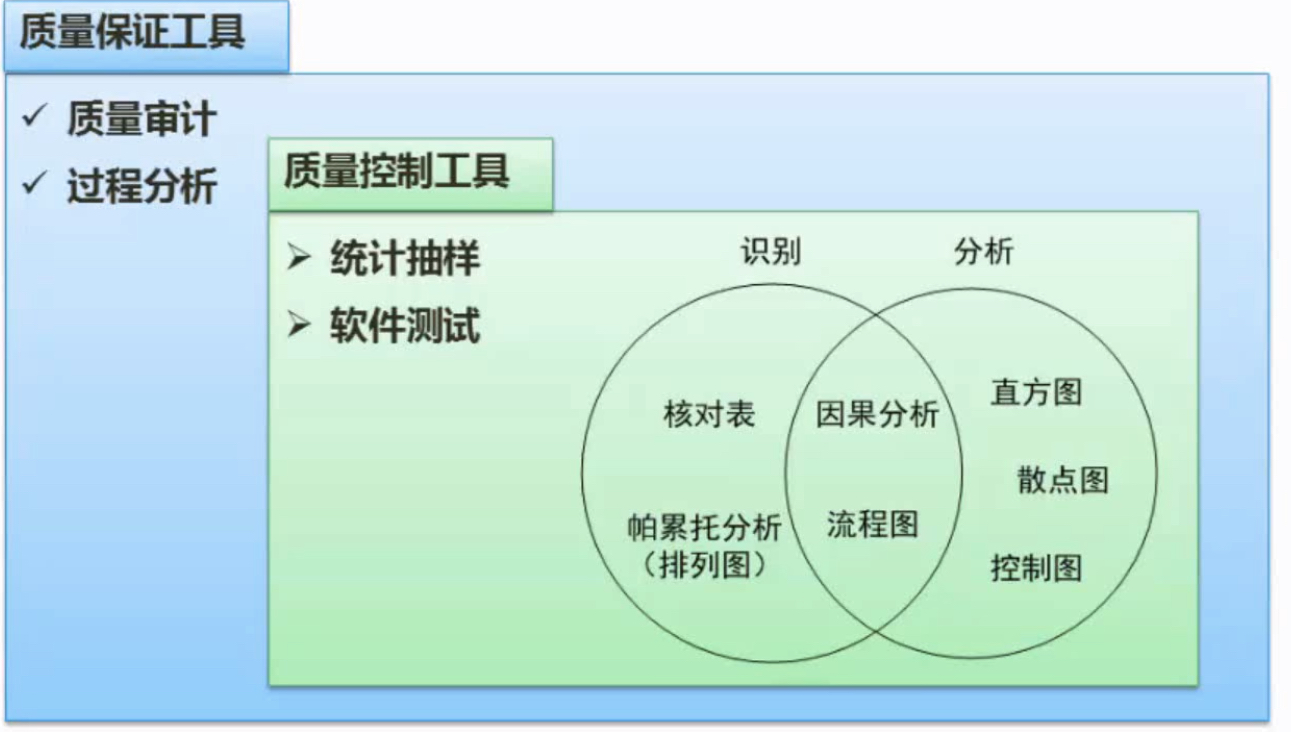 质量保证工具
质量审计
过程分析
质量控制工具
统计抽样
软件测试
识别
分析
核对表
因果分析
直方图
散点图
帕累托分析
（排列图）
流程图
控制图